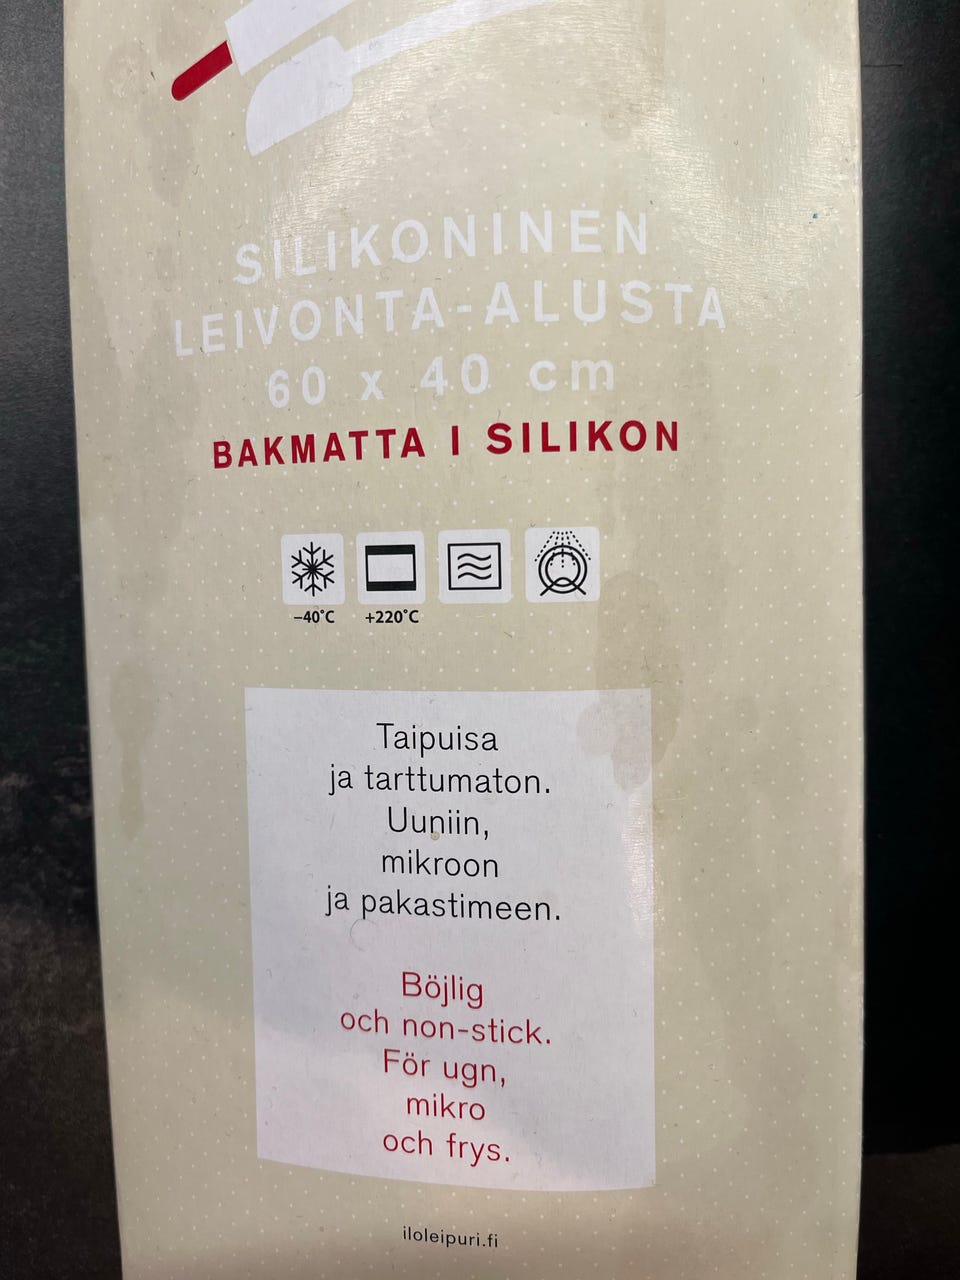 SILIKONINEN
LEIVONTA-ALUSTA
60 x 40 cm
BAKMATTA I SILIKON
−40°C +220°C
Taipuisa
ja tarttumaton.
Uuniin,
mikroon
ja pakastimeen.
Böjlig
och non-stick.
För ugn,
mikro
och frys.
iloleipuri.fi